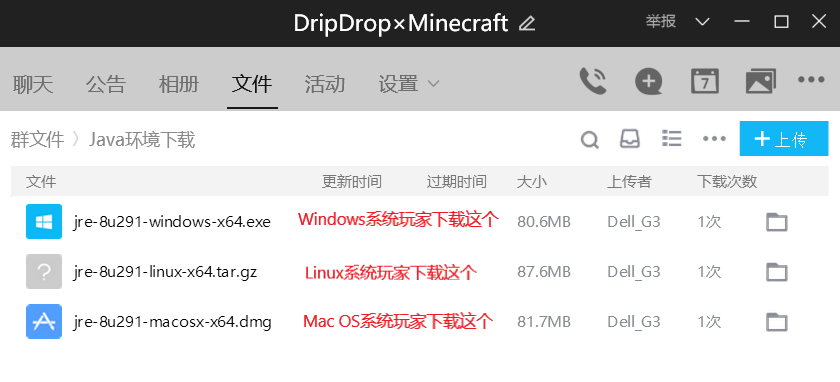 DripDrop×Minecraft 举报
聊天 公告 相册 文件 活动 设置 7
群文件 〉Java环境下载 + 上传
文件 更新时间 过期时间 大小 上传者 下载次数
jre-8u291-windows-x64.exe Windows系统玩家下载这个 80.6MB Dell_G3 1次
? jre-8u291-linux-x64.tar.gz Linux系统玩家下载这个 87.6MB Dell_G3 1次
jre-8u291-macosx-x64.dmg Mac OS系统玩家下载这个 81.7MB Dell_G3 1次